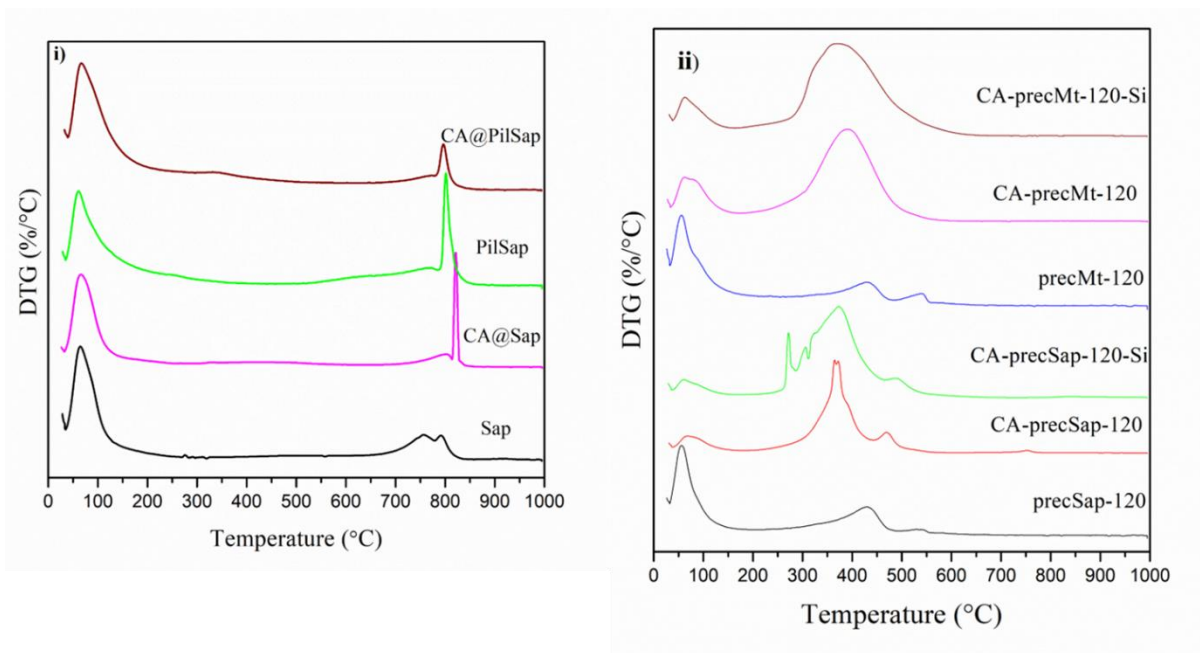 i)
CA@PilSap
PilSap
CA@Sap
Sap
DTG (%/°C)
0 100 200 300 400 500 600 700 800 900 1000
Temperature (°C)
ii)
CA-precMt-120-Si
CA-precMt-120
precMt-120
CA-precSap-120-Si
CA-precSap-120
precSap-120
DTG (%/°C)
0 100 200 300 400 500 600 700 800 900 1000
Temperature (°C)